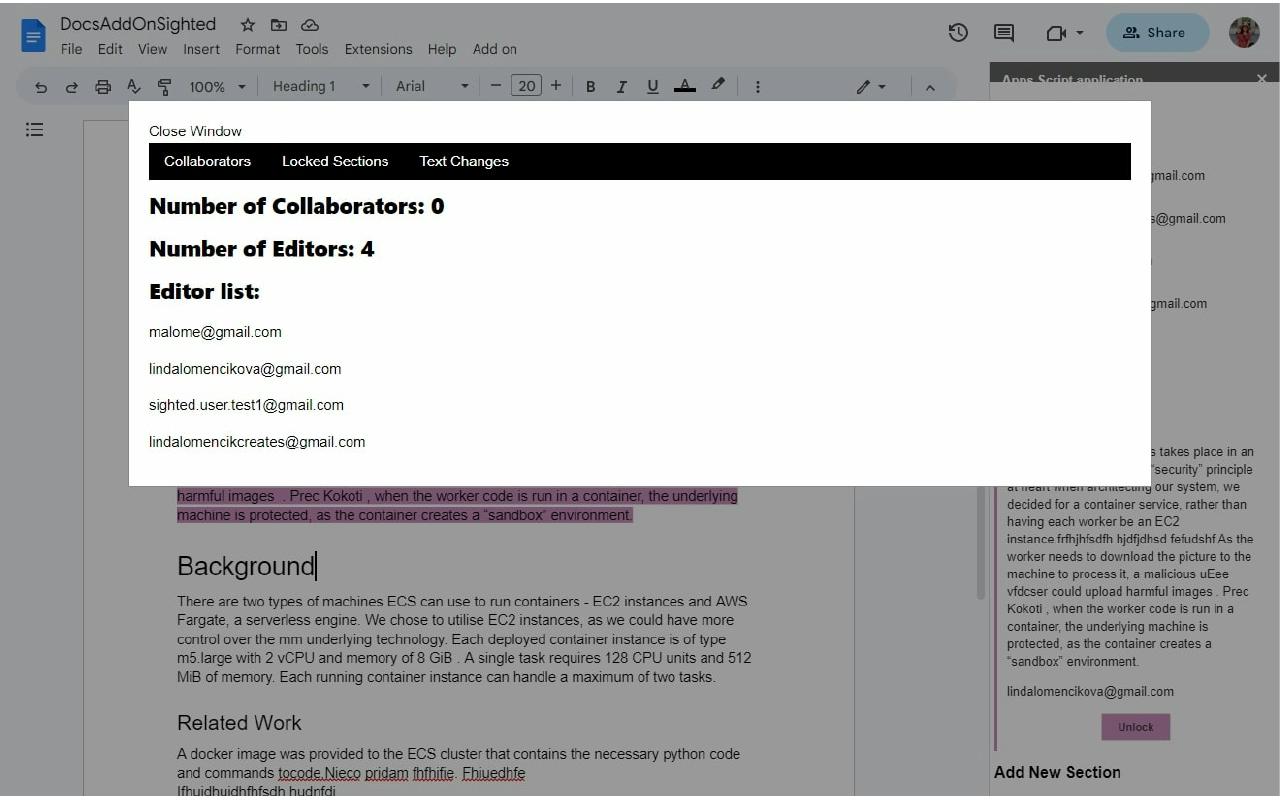 DocsAddOnSighted
File Edit View Insert Format Tools Extensions Help Add on
Share
100% Heading 1 Arial 20 B I U A
Apps Script application
Close Window
Collaborators Locked Sections Text Changes
Number of Collaborators: 0
Number of Editors: 4
Editor list:
malome@gmail.com
lindalomencikova@gmail.com
sighted.user.test1@gmail.com
lindalomencikcreates@gmail.com
harmful images . Prec Kokoti , when the worker code is run in a container, the underlying
machine is protected, as the container creates a “sandbox” environment.
Background
There are two types of machines ECS can use to run containers - EC2 instances and AWS
Fargate, a serverless engine. We chose to utilise EC2 instances, as we could have more
control over the mm underlying technology. Each deployed container instance is of type
m5.large with 2 vCPU and memory of 8 GiB . A single task requires 128 CPU units and 512
MiB of memory. Each running container instance can handle a maximum of two tasks.
Related Work
A docker image was provided to the ECS cluster that contains the necessary python code
and commands tocode.Nieco pridam fhfhifie. Fhiuedhfe
gmail.com
s@gmail.com
gmail.com
s takes place in an
“security” principle
at heart when architecting our system, we
decided for a container service, rather than
having each worker be an EC2
instance.frfhjhfsdfh hjdfjdhsd fefudshf As the
worker needs to download the picture to the
machine to process it, a malicious uEee
vfdcser could upload harmful images . Prec
Kokoti , when the worker code is run in a
container, the underlying machine is
protected, as the container creates a
“sandbox” environment.
lindalomencikova@gmail.com
Unlock
Add New Section